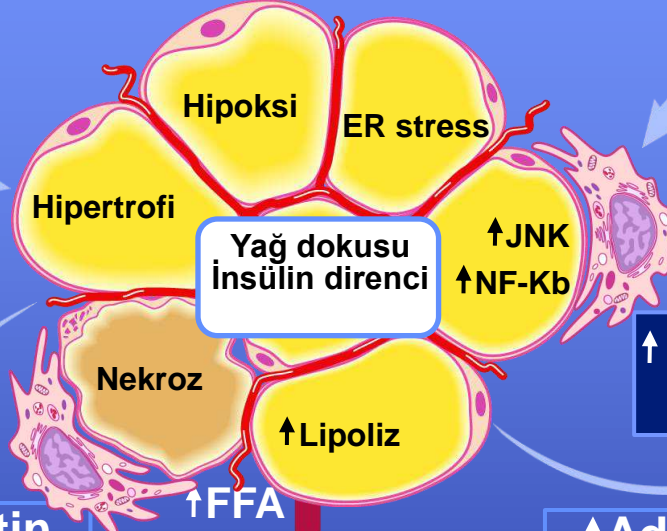 Hipoksi
ER stress
Hipertrofi
Yağ dokusu
İnsülin direnci
↑JNK
↑NF-Kb
↑
Nekroz
↑Lipoliz
↑FFA